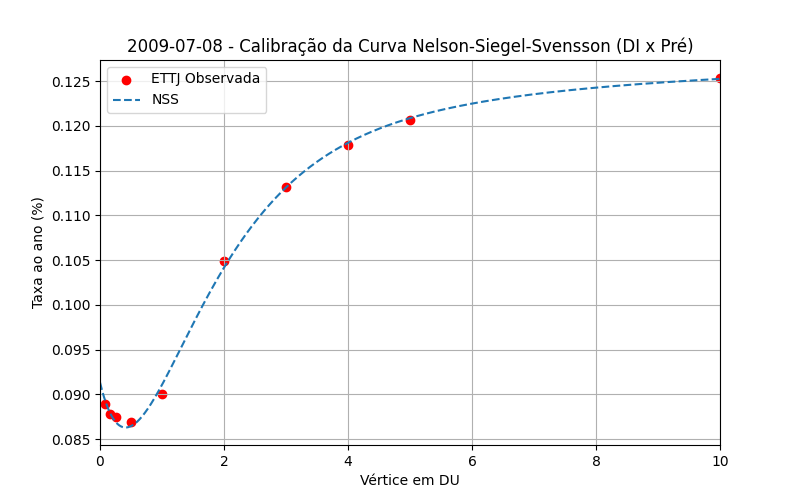 2009-07-08 - Calibração da Curva Nelson-Siegel-Svensson (DI x Pré)
ETTJ Observada
NSS
Taxa ao ano (%)
0.125
0.120
0.115
0.110
0.105
0.100
0.095
0.090
0.085
0 2 4 6 8 10
Vértice em DU